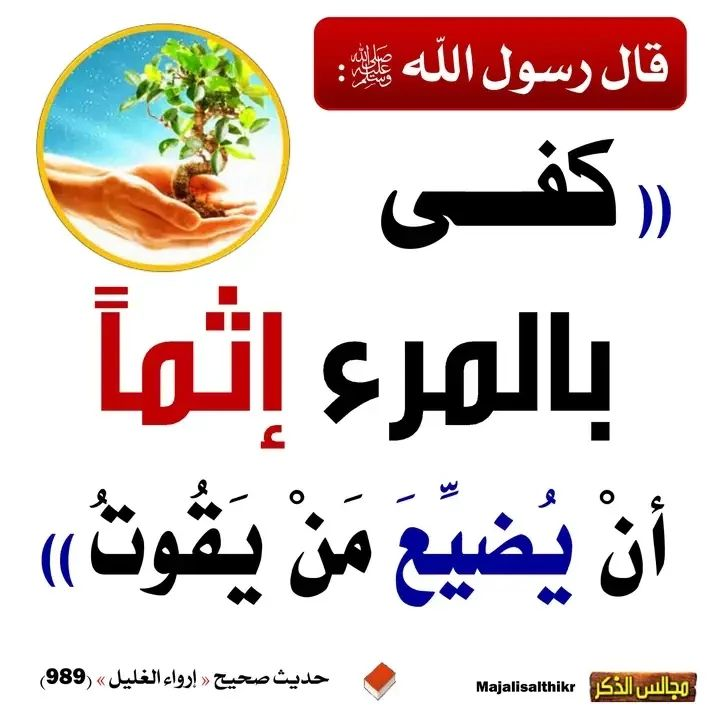 قال رسول الله ﷺ :
(( كفى
بالمرء إثماً
أنْ يُضيِّعَ مَنْ يَقُوتُ ))
حديث صحيح « إرواء الغليل » (989)
Majalisalthikr مجالس الذكر